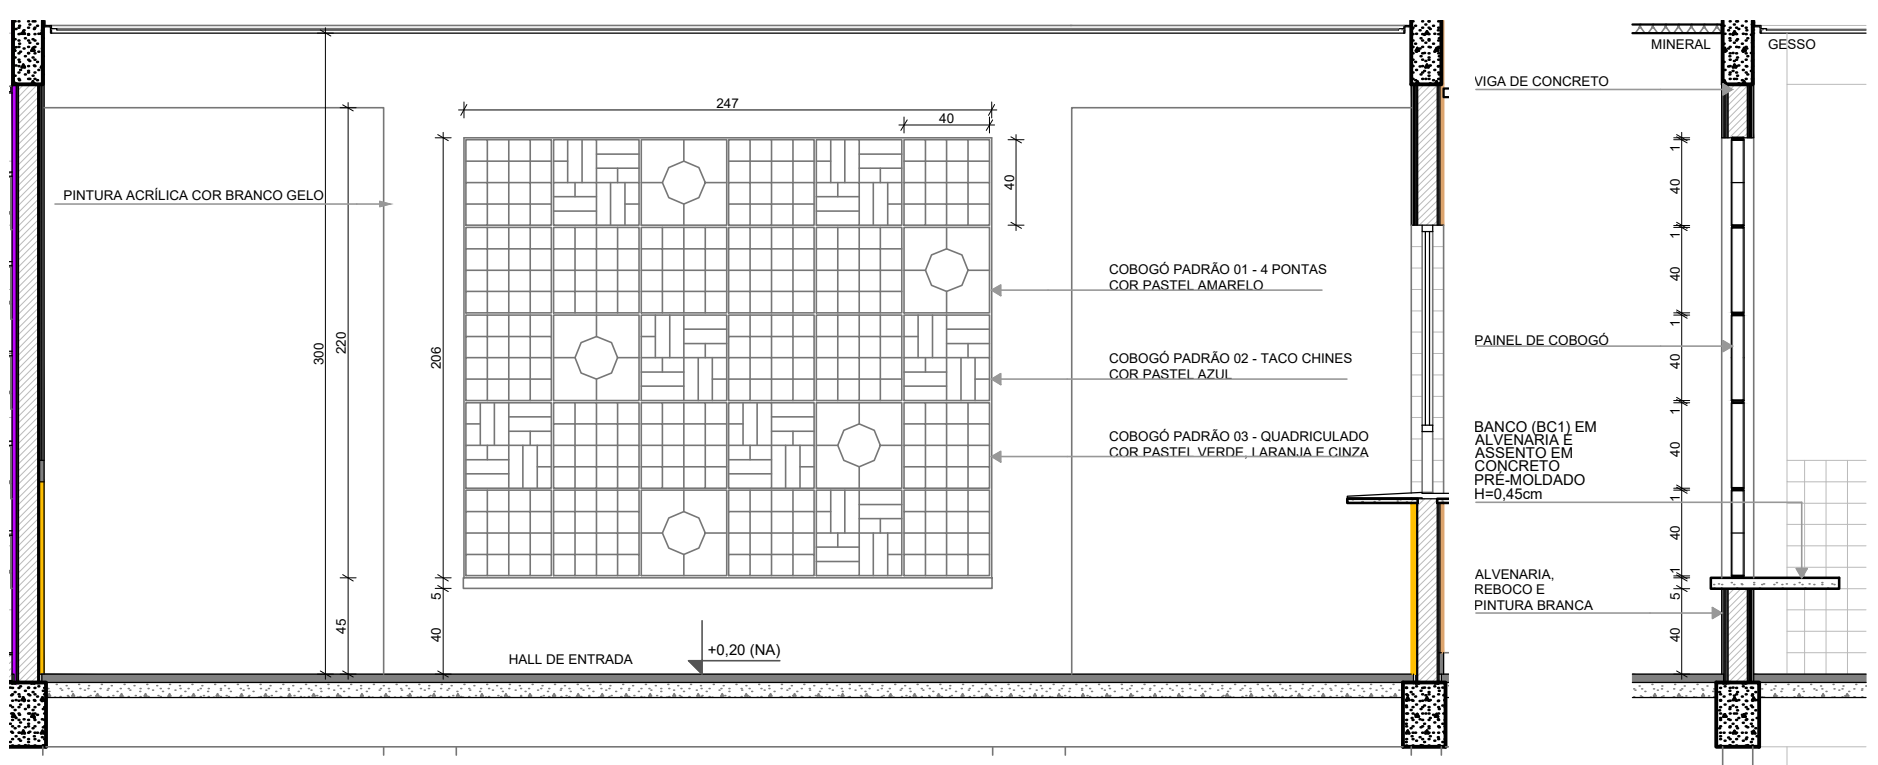 MINERAL
GESSO
VIGA DE CONCRETO
247
40
PINTURA ACRÍLICA COR BRANCO GELO
40
COBOGÓ PADRÃO 01 - 4 PONTAS
COR PASTEL AMARELO
COBOGÓ PADRÃO 02 - TACO CHINES
COR PASTEL AZUL
COBOGÓ PADRÃO 03 - QUADRICULADO
COR PASTEL VERDE, LARANJA E CINZA
300
220
206
45
5
40
HALL DE ENTRADA
+0,20 (NA)
PAINEL DE COBOGÓ
BANCO (BC1) EM
ALVENARIA E
ASSENTO EM
CONCRETO
PRÉ-MOLDADO
H=0,45cm
ALVENARIA,
REBOCO E
PINTURA BRANCA
1
40
1
40
1
40
1
40
1
40
1
5
40